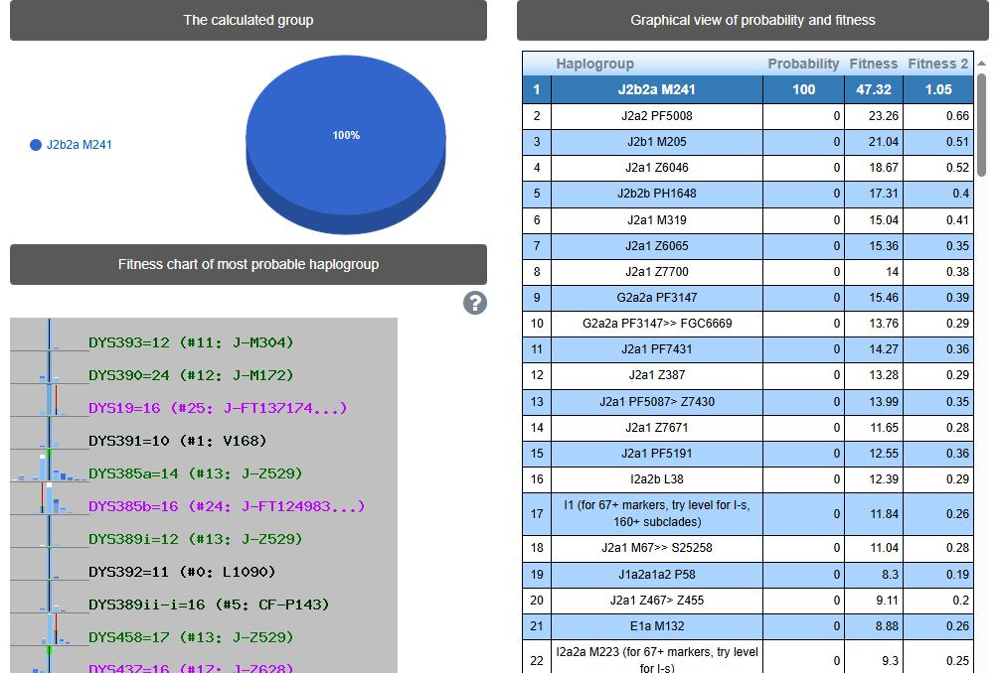 The calculated group
J2b2a M241
100%
Fitness chart of most probable haplogroup
?
DYS393=12 (#11: J-M304)
DYS390=24 (#12: J-M172)
DYS19=16 (#25: J-FT137174...)
DYS391=10 (#1: V168)
DYS385a=14 (#13: J-Z529)
DYS385b=16 (#24: J-FT124983...)
DYS389i=12 (#13: J-Z529)
DYS392=11 (#0: L1090)
DYS389ii-i=16 (#5: CF-P143)
DYS458=17 (#13: J-Z529)
DYS437=16 (#17: J-Z628)
Graphical view of probability and fitness
Haplogroup Probability Fitness Fitness 2
1 J2b2a M241 100 47.32 1.05
2 J2a2 PF5008 0 23.26 0.66
3 J2b1 M205 0 21.04 0.51
4 J2a1 Z6046 0 18.67 0.52
5 J2b2b PH1648 0 17.31 0.4
6 J2a1 M319 0 15.04 0.41
7 J2a1 Z6065 0 15.36 0.35
8 J2a1 Z7700 0 14 0.38
9 G2a2a PF3147 0 15.46 0.39
10 G2a2a PF3147>> FGC6669 0 13.76 0.29
11 J2a1 PF7431 0 14.27 0.36
12 J2a1 Z387 0 13.28 0.29
13 J2a1 PF5087> Z7430 0 13.99 0.35
14 J2a1 Z7671 0 11.65 0.28
15 J2a1 PF5191 0 12.55 0.36
16 I2a2b L38 0 12.39 0.29
17 I1 (for 67+ markers, try level for I-s, 0 11.84 0.26
160+ subclades)
18 J2a1 M67>> S25258 0 11.04 0.28
19 J1a2a1a2 P58 0 8.3 0.19
20 J2a1 Z467> Z455 0 9.11 0.2
21 E1a M132 0 8.88 0.26
22 I2a2a M223 (for 67+ markers, try level 0 9.3 0.25
for I-s)